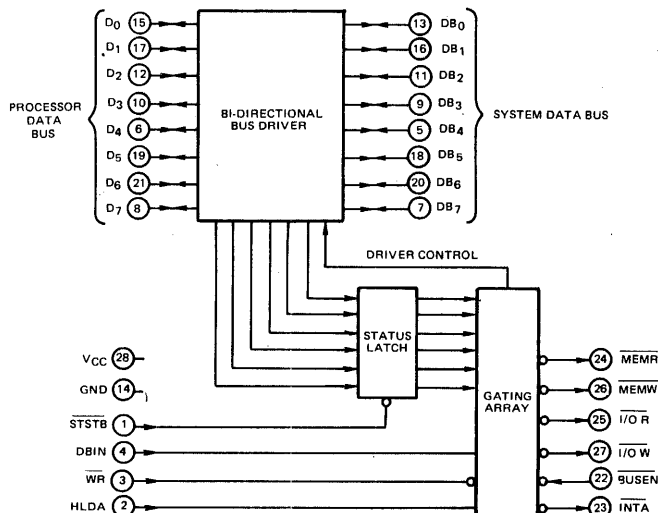 D0 15
D1 17
D2 12
D3 10
D4 6
D5 19
D6 21
D7 8
PROCESSOR
DATA
BUS
BI-DIRECTIONAL
BUS DRIVER
13 DB0
16 DB1
11 DB2
9 DB3
5 DB4
18 DB5
20 DB6
7 DB7
SYSTEM DATA BUS
DRIVER CONTROL
STATUS
LATCH
GATING
ARRAY
VCC 28
GND 14
STSTB 1
DBIN 4
WR 3
HLDA 2
24 MEMR
26 MEMW
25 I/O R
27 I/O W
22 BUSEN
23 INTA